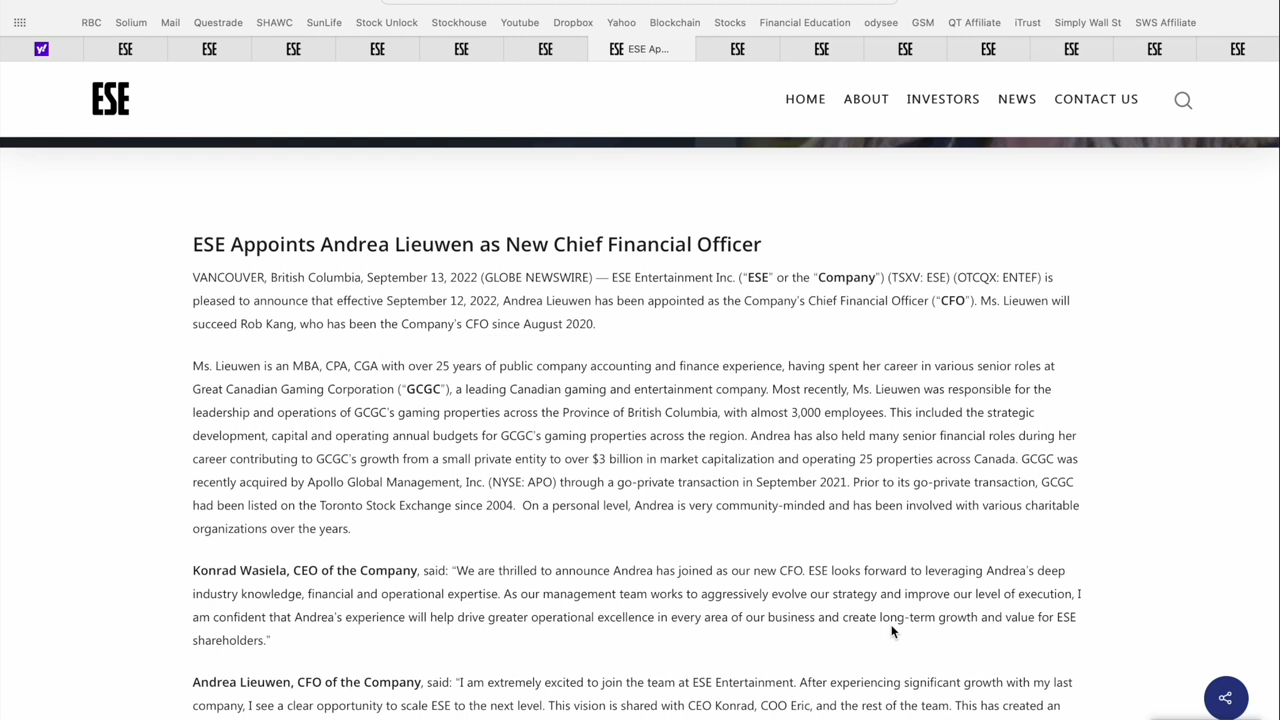 RBC Solium Mail Questrade SHAWC SunLife Stock Unlock Stockhouse Youtube Dropbox Yahoo Blockchain Stocks Financial Education odysee GSM QT Affiliate iTrust Simply Wall St SWS Affiliate
y! ESE ESE ESE ESE ESE ESE ESE ESE Ap... ESE ESE ESE ESE ESE ESE ESE
ESE HOME ABOUT INVESTORS NEWS CONTACT US
ESE Appoints Andrea Lieuwen as New Chief Financial Officer
VANCOUVER, British Columbia, September 13, 2022 (GLOBE NEWSWIRE) — ESE Entertainment Inc. (“ESE” or the “Company”) (TSXV: ESE) (OTCQX: ENTEF) is
pleased to announce that effective September 12, 2022, Andrea Lieuwen has been appointed as the Company’s Chief Financial Officer (“CFO”). Ms. Lieuwen will
succeed Rob Kang, who has been the Company’s CFO since August 2020.
Ms. Lieuwen is an MBA, CPA, CGA with over 25 years of public company accounting and finance experience, having spent her career in various senior roles at
Great Canadian Gaming Corporation (“GCGC”), a leading Canadian gaming and entertainment company. Most recently, Ms. Lieuwen was responsible for the
leadership and operations of GCGC’s gaming properties across the Province of British Columbia, with almost 3,000 employees. This included the strategic
development, capital and operating annual budgets for GCGC’s gaming properties across the region. Andrea has also held many senior financial roles during her
career contributing to GCGC’s growth from a small private entity to over $3 billion in market capitalization and operating 25 properties across Canada. GCGC was
recently acquired by Apollo Global Management, Inc. (NYSE: APO) through a go-private transaction in September 2021. Prior to its go-private transaction, GCGC
had been listed on the Toronto Stock Exchange since 2004. On a personal level, Andrea is very community-minded and has been involved with various charitable
organizations over the years.
Konrad Wasiela, CEO of the Company, said: “We are thrilled to announce Andrea has joined as our new CFO. ESE looks forward to leveraging Andrea’s deep
industry knowledge, financial and operational expertise. As our management team works to aggressively evolve our strategy and improve our level of execution, I
am confident that Andrea’s experience will help drive greater operational excellence in every area of our business and create long-term growth and value for ESE
shareholders.”
Andrea Lieuwen, CFO of the Company, said: “I am extremely excited to join the team at ESE Entertainment. After experiencing significant growth with my last
company, I see a clear opportunity to scale ESE to the next level. This vision is shared with CEO Konrad, COO Eric, and the rest of the team. This has created an